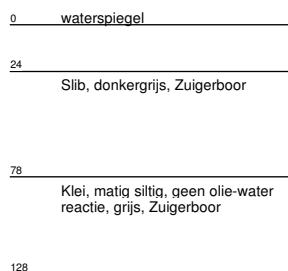 0 waterspiegel
24
Slib, donkergrijs, Zuigerboor
78
Klei, matig siltig, geen olie-water
reactie, grijs, Zuigerboor
128